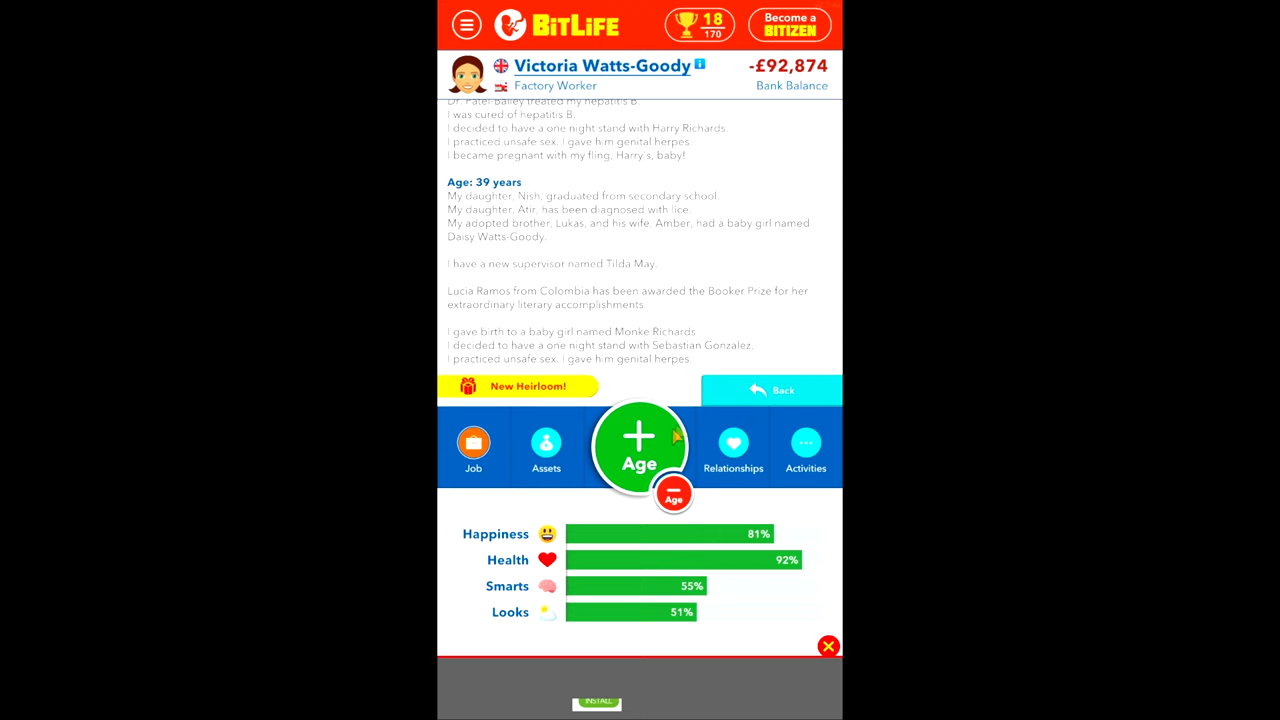 BITLIFE
18
170
Become a
BITIZEN
Victoria Watts-Goody
-£92,874
Factory Worker
Bank Balance
Dr. Patel-Bailey treated my hepatitis B.
I was cured of hepatitis B.
I decided to have a one night stand with Harry Richards.
I practiced unsafe sex. I gave him genital herpes.
I became pregnant with my fling, Harry's, baby!
Age: 39 years
My daughter, Nish, graduated from secondary school.
My daughter, Atir, has been diagnosed with lice.
My adopted brother, Lukas, and his wife, Amber, had a baby girl named
Daisy Watts-Goody.
I have a new supervisor named Tilda May.
Lucia Ramos from Colombia has been awarded the Booker Prize for her
extraordinary literary accomplishments.
I gave birth to a baby girl named Monke Richards
I decided to have a one night stand with Sebastian Gonzalez.
I practiced unsafe sex. I gave him genital herpes.
New Heirloom!
Back
Job
Assets
Age
Relationships
Activities
Age
Happiness
81%
Health
92%
Smarts
55%
Looks
51%
INSTALL